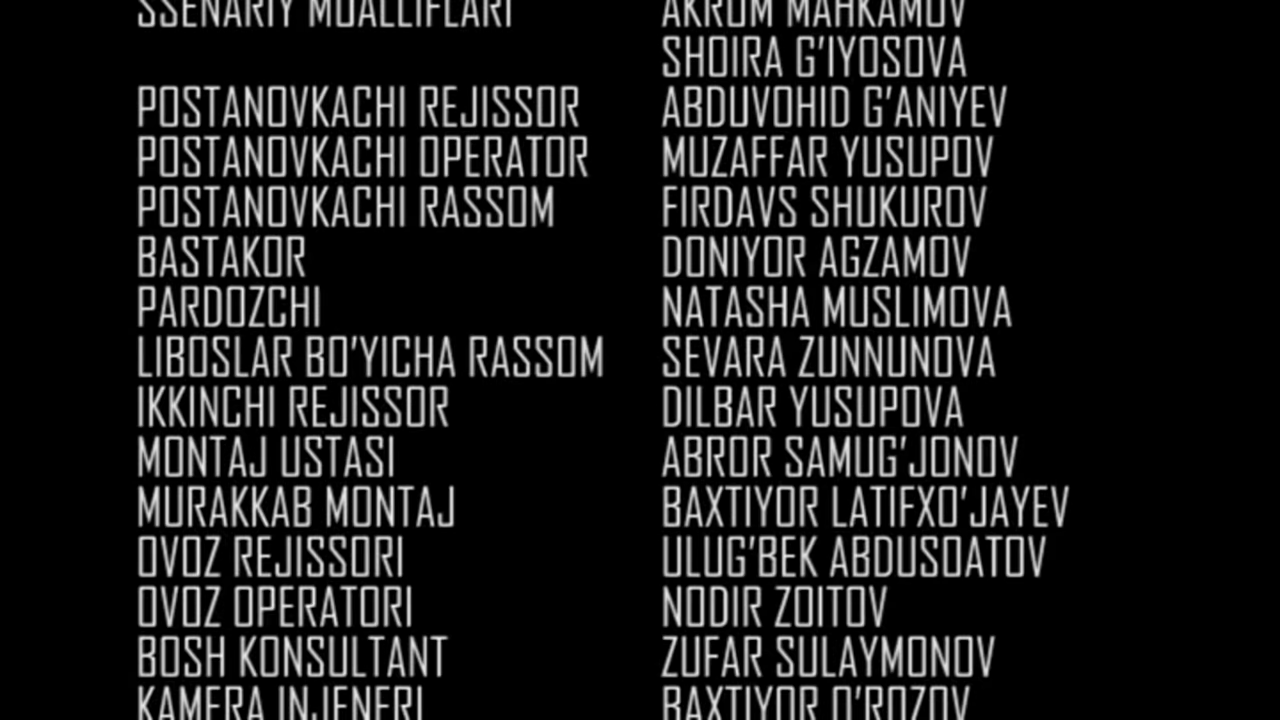 SSENARIY MUALLIFLARI AKROM MAHKAMOV
SHOIRA G'IYOSOVA
POSTANOVKACHI REJISSOR ABDUVOHID G'ANIYEV
POSTANOVKACHI OPERATOR MUZAFFAR YUSUPOV
POSTANOVKACHI RASSOM FIRDAVS SHUKUROV
BASTAKOR DONIYOR AGZAMOV
PARDOZCHI NATASHA MUSLIMOVA
LIBOSLAR BO'YICHA RASSOM SEVARA ZUNNUNOVA
IKKINCHI REJISSOR DILBAR YUSUPOVA
MONTAJ USTASI ABROR SAMUG'JONOV
MURAKKAB MONTAJ BAXTIYOR LATIFXO'JAYEV
OVOZ REJISSORI ULUG'BEK ABDUSOATOV
OVOZ OPERATORI NODIR ZOITOV
BOSH KONSULTANT ZUFAR SULAYMONOV
KAMERA INJENERI BAXTIYOR O'ROZOV